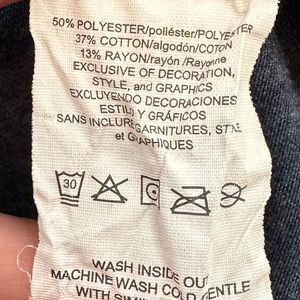 50% POLYESTER/poliéster/POLYESTER
37% COTTON/algodón/COTON
13% RAYON/rayón /Rayonne
EXCLUSIVE OF DECORATION,
STYLE, and GRAPHICS
EXCLUYENDO DECORACIONES
ESTILO Y GRÁFICOS
SANS INCLURE GARNITURES, STYLE
et GRAPHIQUES
30
WASH INSIDE OUT
MACHINE WASH COLD GENTLE
WITH